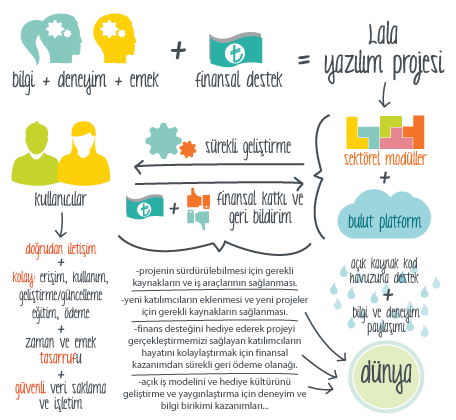 bilgi + deneyim + emek
+
finansal destek
=
Lala
yazılım projesi
kullanıcılar
sürekli geliştirme
+
finansal katkı ve
geri bildirim
sektörel modüller
+
bulut platform
doğrudan iletişim
+
kolay: erişim, kullanım,
geliştirme/güncelleme
eğitim, ödeme
+
zaman ve emek
tasarrufu
+
güvenli veri saklama
ve işletim
-projenin sürdürülebilmesi için gerekli
kaynakların ve iş araçlarının sağlanması.
-yeni katılımcıların eklenmesi ve yeni projeler
için gerekli kaynakların sağlanması.
-finans desteğini hediye ederek projeyi
gerçekleştirmemizi sağlayan katılımcıların
hayatını kolaylaştırmak için finansal
kazanımdan sürekli geri ödeme olanağı.
-açık iş modelini ve hediye kültürünü
geliştirme ve yaygınlaştırma için deneyim ve
bilgi birikimi kazanımları...
açık kaynak kod
havuzuna destek
+
bilgi ve deneyim
paylaşımı
dünya